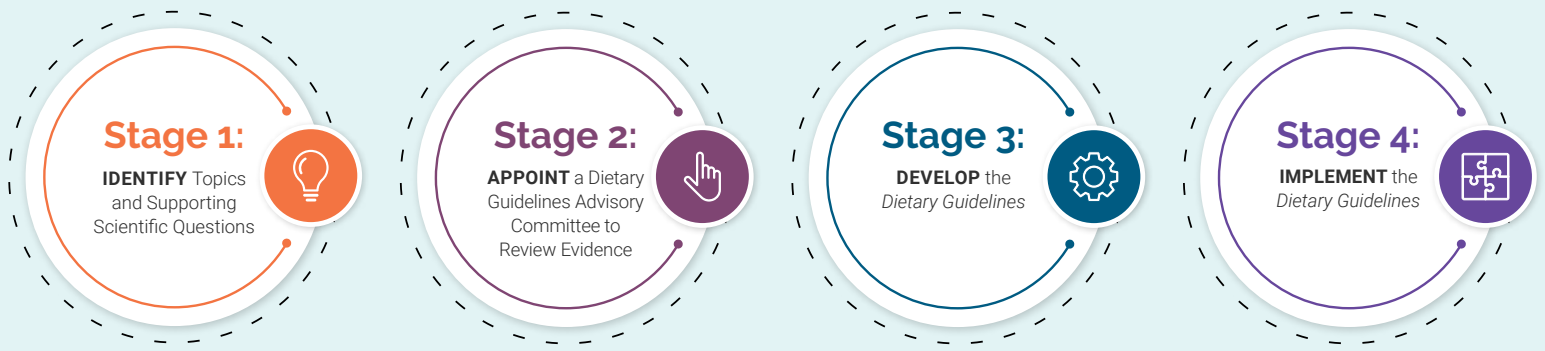 Stage 1:
IDENTIFY Topics
and Supporting
Scientific Questions
Stage 2:
APPOINT a Dietary
Guidelines Advisory
Committee to
Review Evidence
Stage 3:
DEVELOP the
Dietary Guidelines
Stage 4:
IMPLEMENT the
Dietary Guidelines